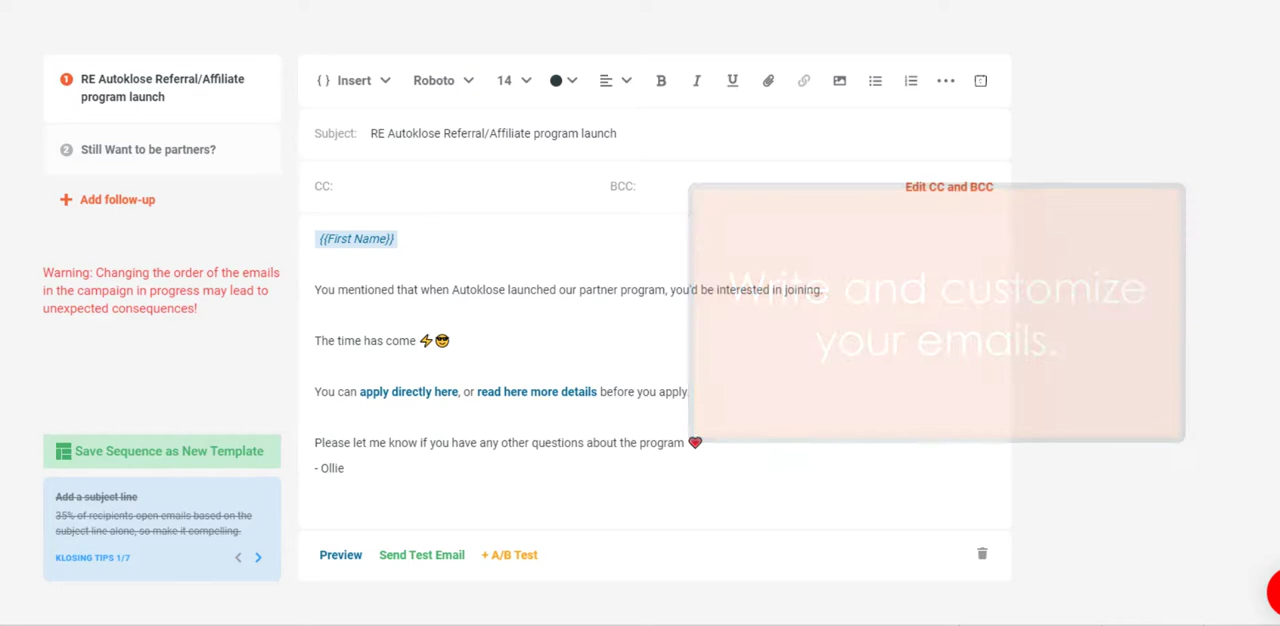 1 RE Autoklose Referral/Affiliate
program launch
2 Still Want to be partners?
+ Add follow-up
Warning: Changing the order of the emails
in the campaign in progress may lead to
unexpected consequences!
Save Sequence as New Template
Add a subject line
35% of recipients open emails based on the
subject line alone, so make it compelling.
KLOSING TIPS 1/7
{ } Insert Roboto 14 B I U
Subject: RE Autoklose Referral/Affiliate program launch
CC: BCC: Edit CC and BCC
{{First Name}}
You mentioned that when Autoklose launched our partner program, you'd be interested in joining.
The time has come ⚡😎
You can apply directly here, or read here more details before you apply.
Please let me know if you have any other questions about the program 💗
- Ollie
Preview Send Test Email + A/B Test
Write and customize
your emails.